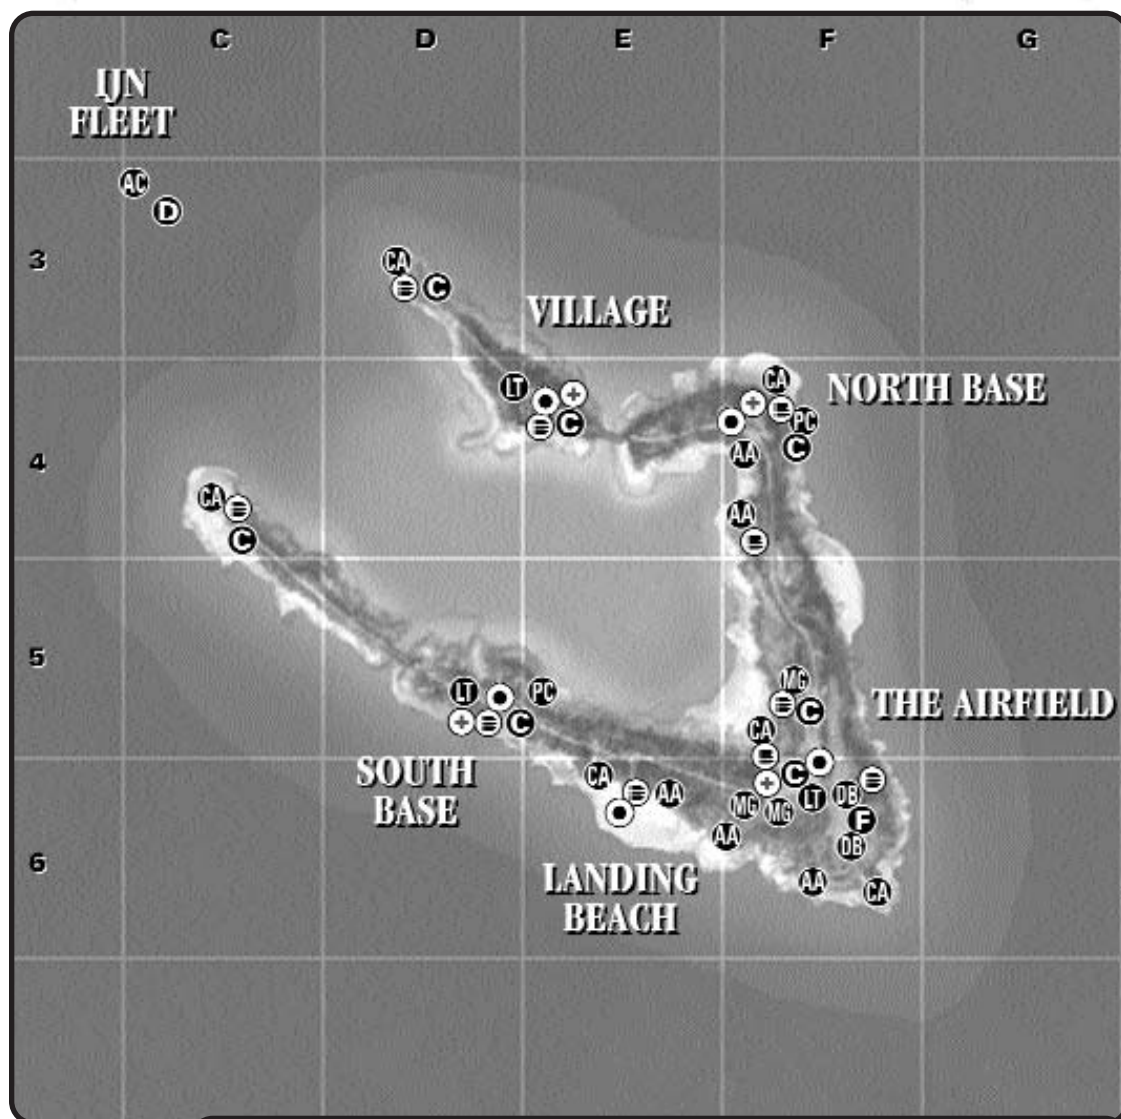 C D E F G
IJN
FLEET
AC
D
3
CA
C
VILLAGE
LT
C
CA
NORTH BASE
PC
C
AA
4
CA
AA
C
5
MG
LT
PC
C
THE AIRFIELD
C
CA
SOUTH
BASE
CA
AA
C
MG
MG
LT
DB
F
DB
AA
6
LANDING
BEACH
AA
CA